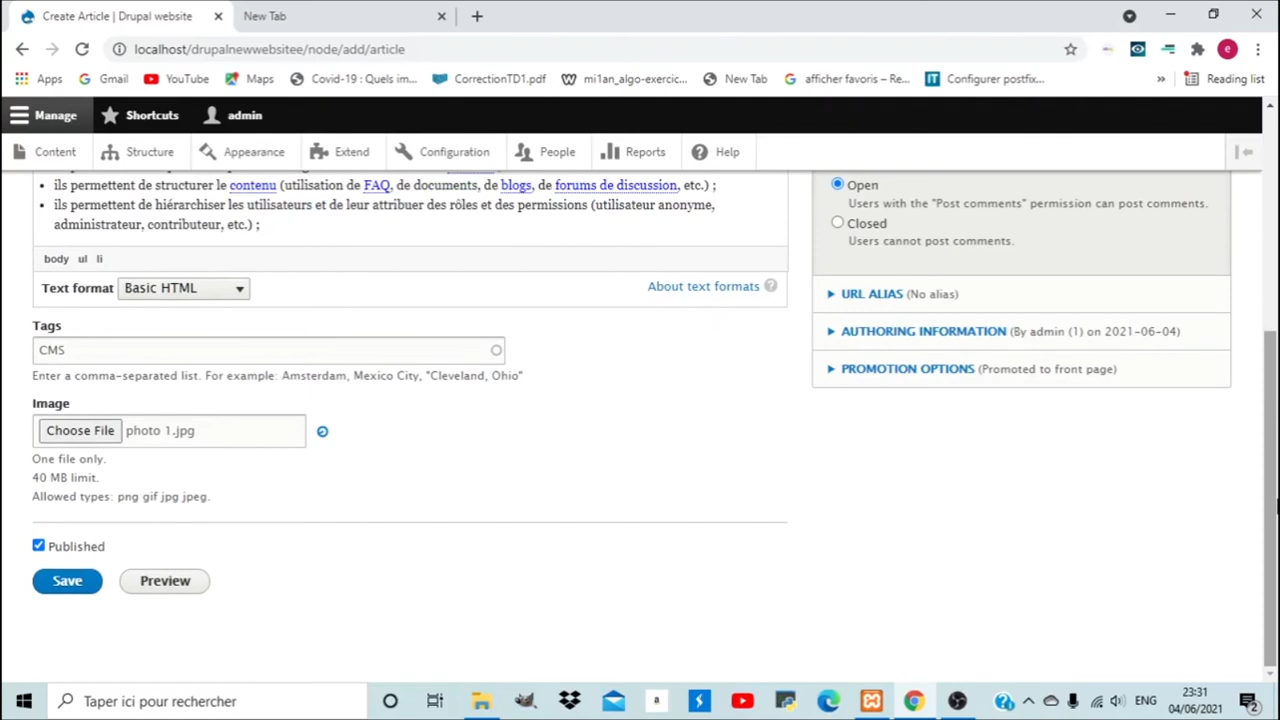 Create Article | Drupal website
New Tab
localhost/drupalnewwebsitee/node/add/article
Apps Gmail YouTube Maps Covid-19 : Quels im... CorrectionTD1.pdf mi1an_algo-exercic... New Tab afficher favoris – Re... Configurer postfix... » Reading list
Manage Shortcuts admin
Content Structure Appearance Extend Configuration People Reports Help
ils permettent de structurer le contenu (utilisation de FAQ, de documents, de blogs, de forums de discussion, etc.) ;
ils permettent de hiérarchiser les utilisateurs et de leur attribuer des rôles et des permissions (utilisateur anonyme,
administrateur, contributeur, etc.) ;
body ul li
Text format Basic HTML About text formats ?
Tags
CMS
Enter a comma-separated list. For example: Amsterdam, Mexico City, "Cleveland, Ohio"
Image
Choose File photo 1.jpg
One file only.
40 MB limit.
Allowed types: png gif jpg jpeg.
Published
Save Preview
Open
Users with the "Post comments" permission can post comments.
Closed
Users cannot post comments.
URL ALIAS (No alias)
AUTHORING INFORMATION (By admin (1) on 2021-06-04)
PROMOTION OPTIONS (Promoted to front page)
Taper ici pour rechercher
ENG
23:31
04/06/2021
2